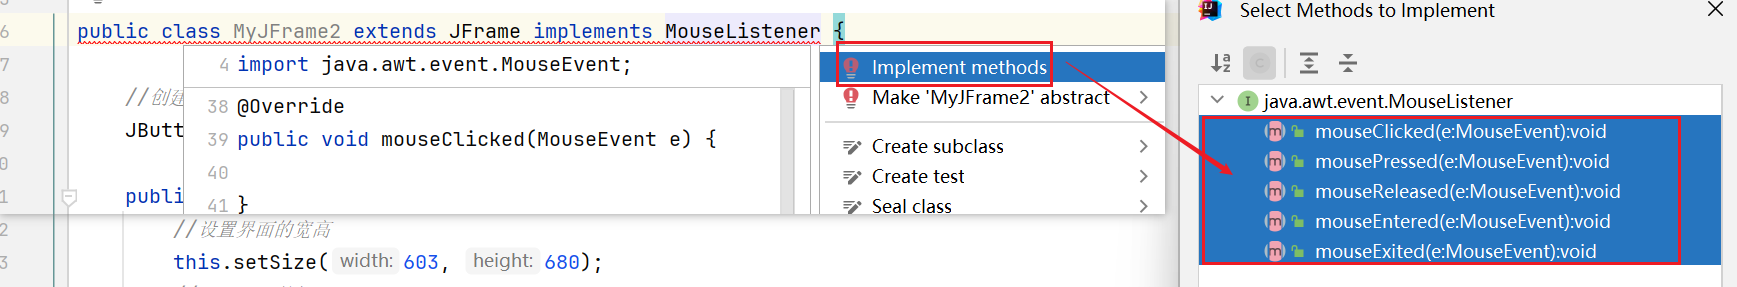 6 public class MyJFrame2 extends JFrame implements MouseListener {
7
4 import java.awt.event.MouseEvent;
8 //创建
38 @Override
9 JButt
39 public void mouseClicked(MouseEvent e) {
0
40
1 publi
41 }
2 //设置界面的宽高
3 this.setSize( width: 603, height: 680);
Implement methods
Make 'MyJFrame2' abstract
Create subclass
Create test
Seal class
Select Methods to Implement
java.awt.event.MouseListener
mouseClicked(e:MouseEvent):void
mousePressed(e:MouseEvent):void
mouseReleased(e:MouseEvent):void
mouseEntered(e:MouseEvent):void
mouseExited(e:MouseEvent):void